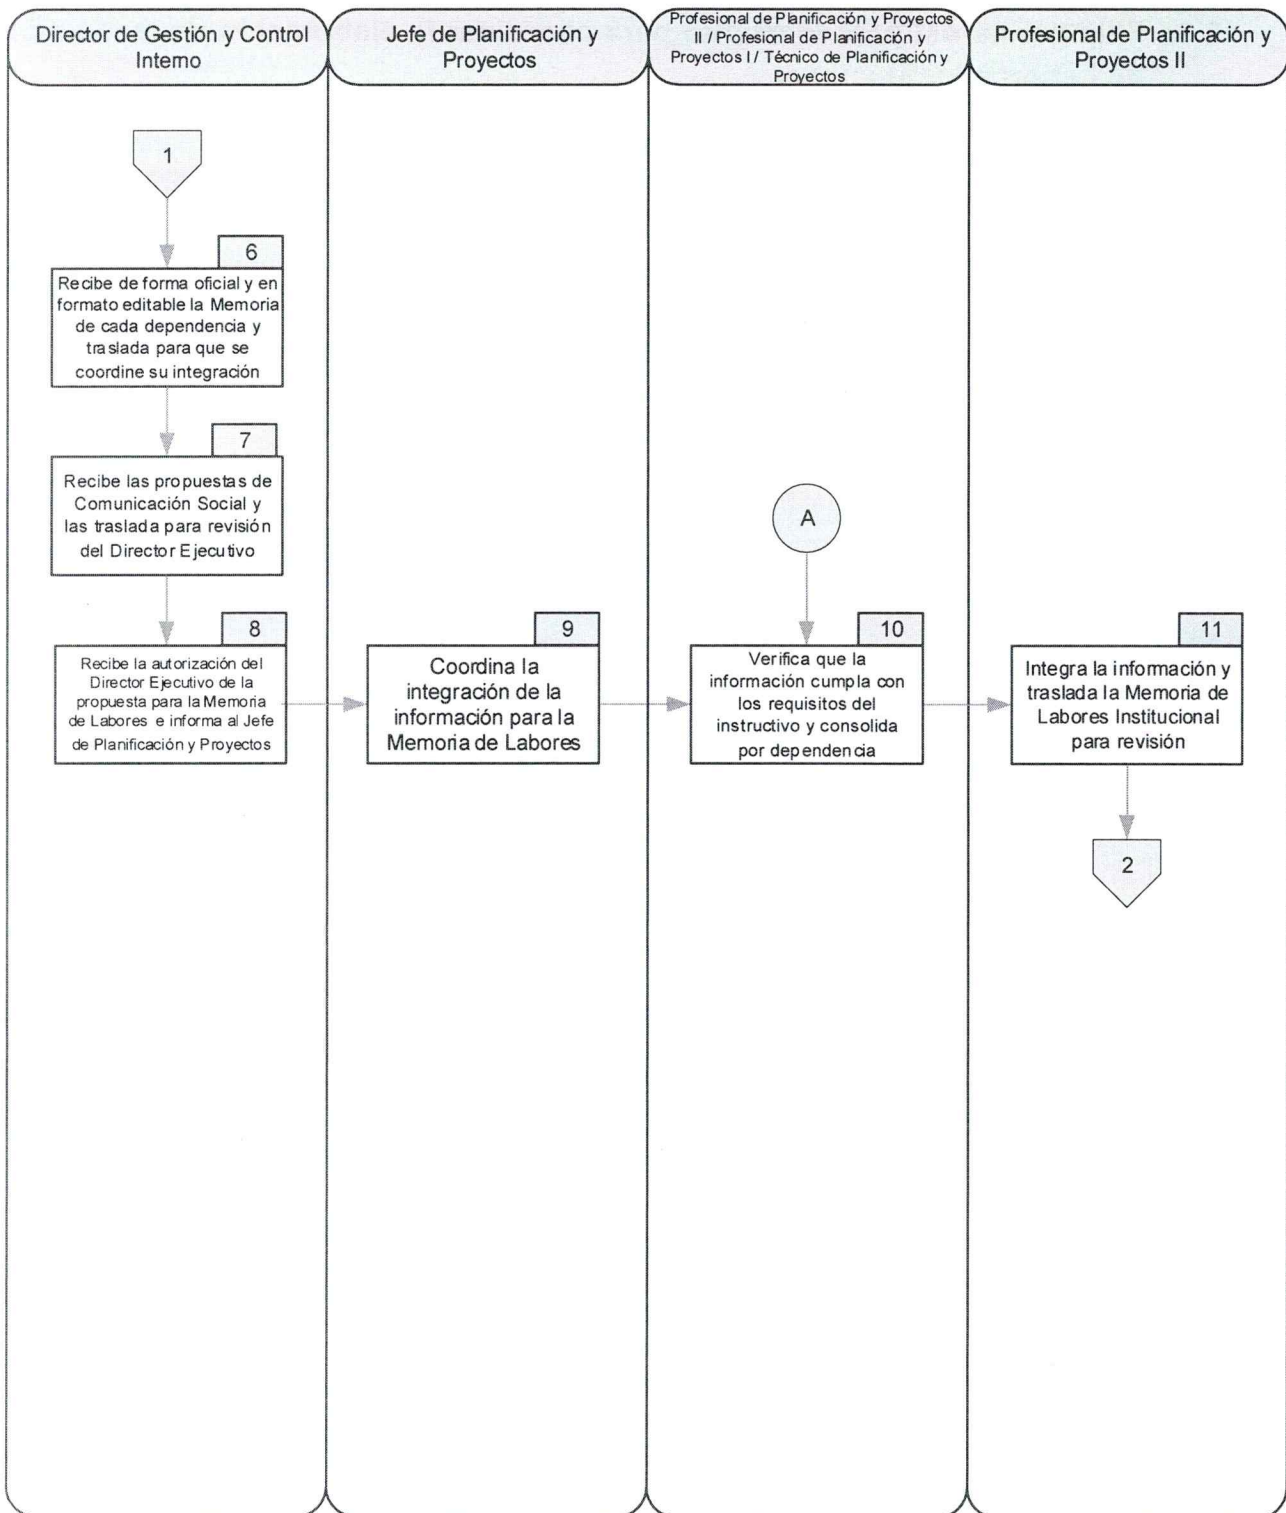 Director de Gestión y Control
Interno
Jefe de Planificación y
Proyectos
Profesional de Planificación y Proyectos
II / Profesional de Planificación y
Proyectos I / Técnico de Planificación y
Proyectos
Profesional de Planificación y
Proyectos II
1
6
Recibe de forma oficial y en
formato editable la Memoria
de cada dependencia y
traslada para que se
coordine su integración
7
Recibe las propuestas de
Comunicación Social y
las traslada para revisión
del Director Ejecutivo
A
8
Recibe la autorización del
Director Ejecutivo de la
propuesta para la Memoria
de Labores e informa al Jefe
de Planificación y Proyectos
9
Coordina la
integración de la
información para la
Memoria de Labores
10
Verifica que la
información cumpla con
los requisitos del
instructivo y consolida
por dependencia
11
Integra la información y
traslada la Memoria de
Labores Institucional
para revisión
2